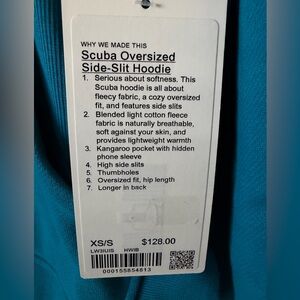 WHY WE MADE THIS
Scuba Oversized
Side-Slit Hoodie
1. Serious about softness. This
Scuba hoodie is all about
fleecy fabric, a cozy oversized
fit, and features side slits
2. Blended light cotton fleece
fabric is naturally breathable,
soft against your skin, and
provides lightweight warmth
3. Kangaroo pocket with hidden
phone sleeve
4. High side slits
5. Thumbholes
6. Oversized fit, hip length
7. Longer in back
XS/S $128.00
LW3IUIS HWIB
000155854813